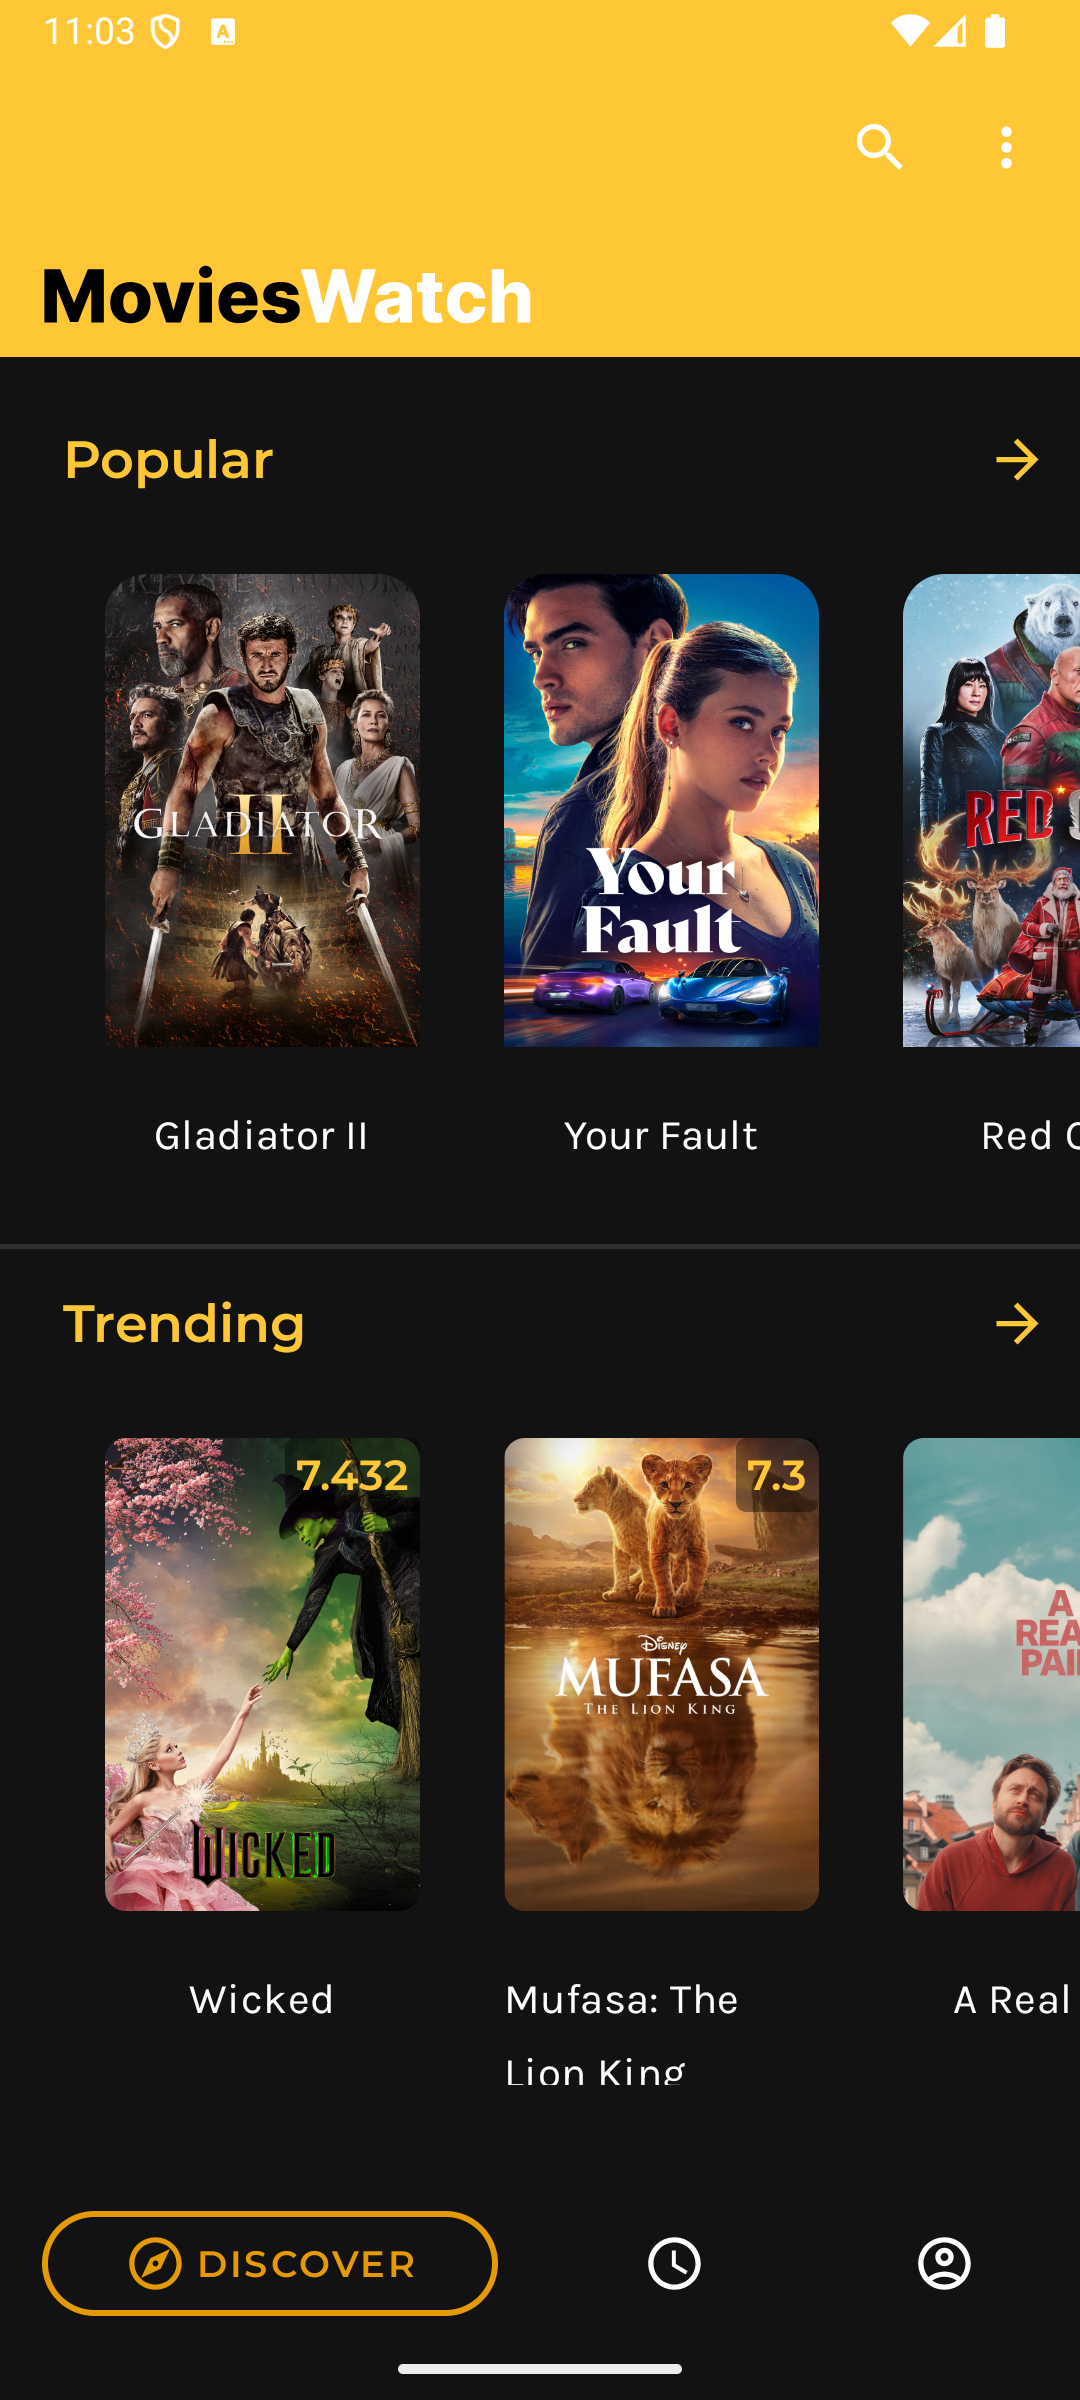 11:03
MoviesWatch
Popular
GLADIATOR
II
Your
Fault
RED
Gladiator II
Your Fault
Red
Trending
7.432
7.3
WICKED
Disney
MUFASA
THE LION KING
A
REA
PAI
Wicked
Mufasa: The
Lion King
A Real
DISCOVER